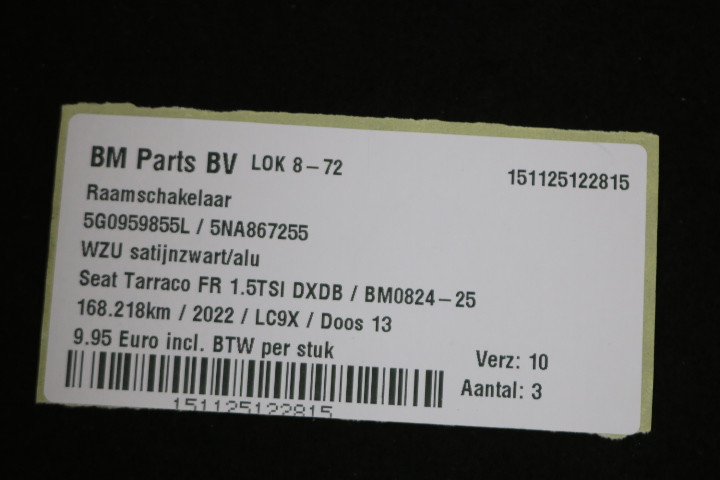 BM Parts BV LOK 8-72
151125122815
Raamschakelaar
5G0959855L / 5NA867255
WZU satijnzwart/alu
Seat Tarraco FR 1.5TSI DXDB / BM0824-25
168.218km / 2022 / LC9X / Doos 13
9.95 Euro incl. BTW per stuk
Verz: 10
Aantal: 3
151125122815